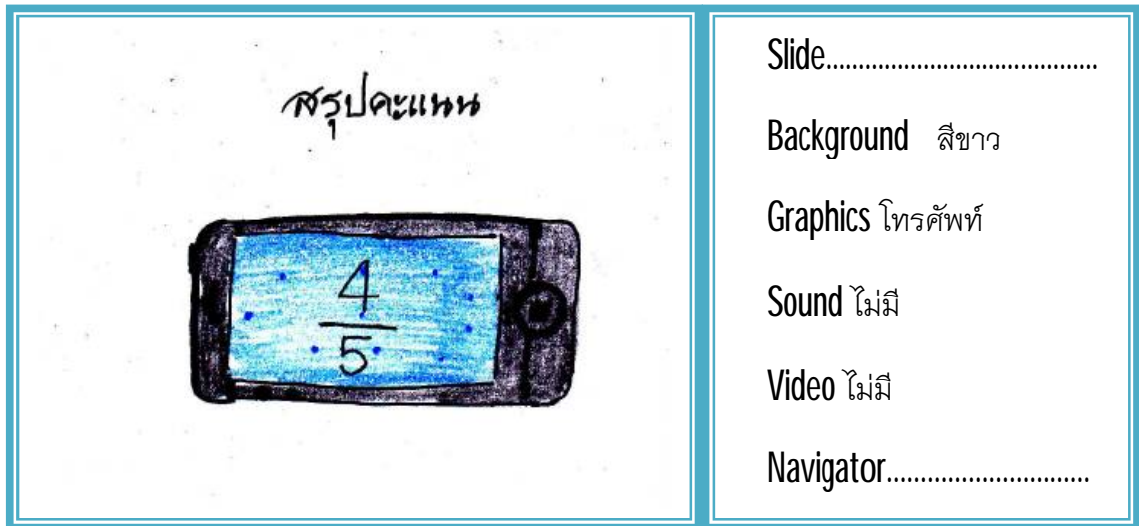 สรุปคะแนน
4
5
Slide..........................................
Background สีขาว
Graphics โทรศัพท์
Sound ไม่มี
Video ไม่มี
Navigator...............................